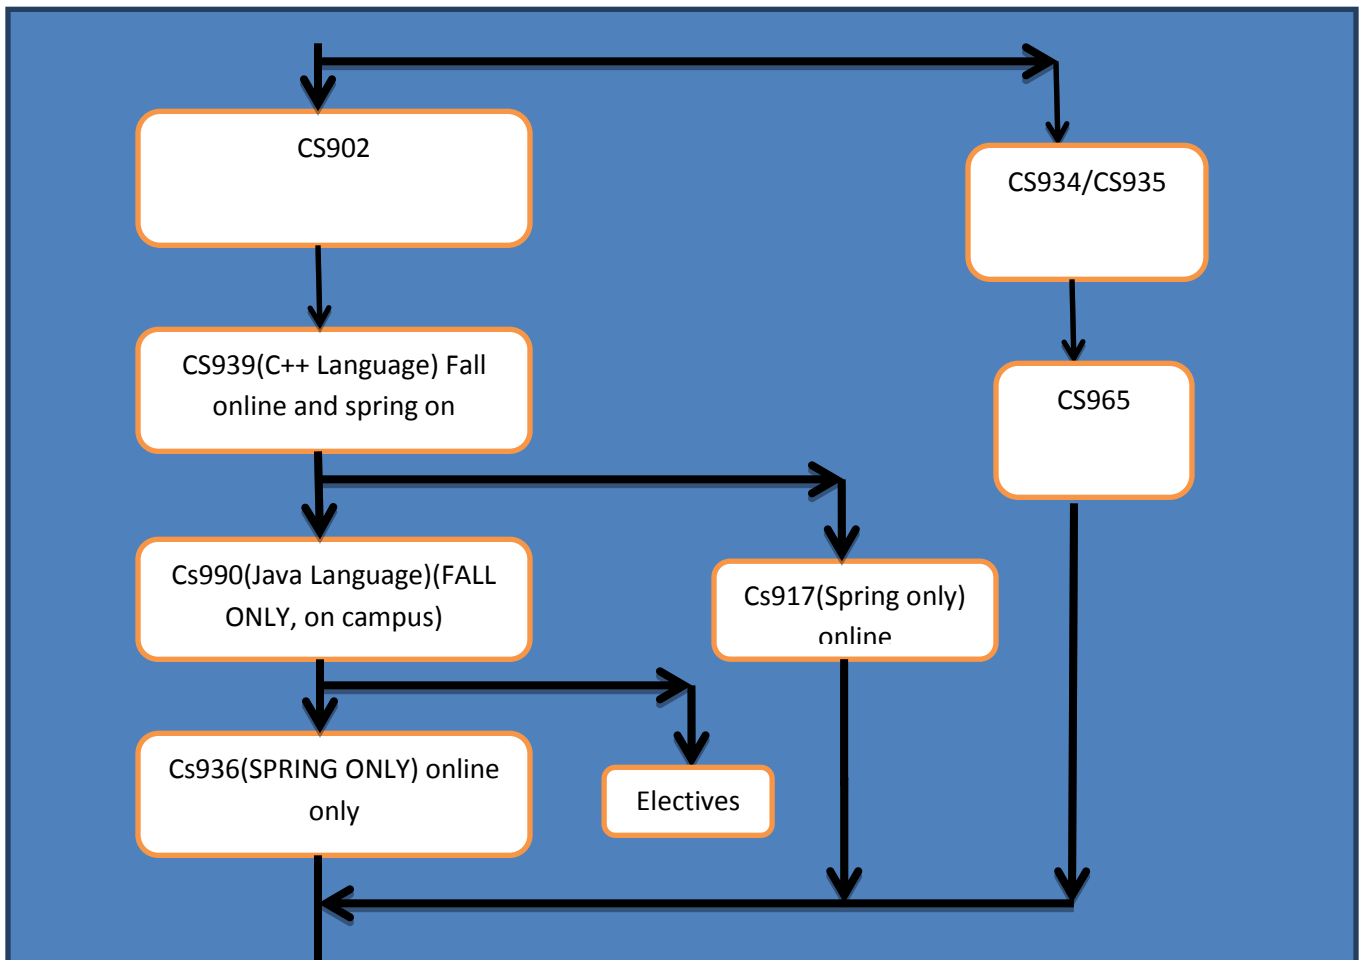 CS902
CS934/CS935
CS939(C++ Language) Fall
online and spring on
CS965
Cs990(Java Language)(FALL
ONLY, on campus)
Cs917(Spring only)
online
Cs936(SPRING ONLY) online
only
Electives